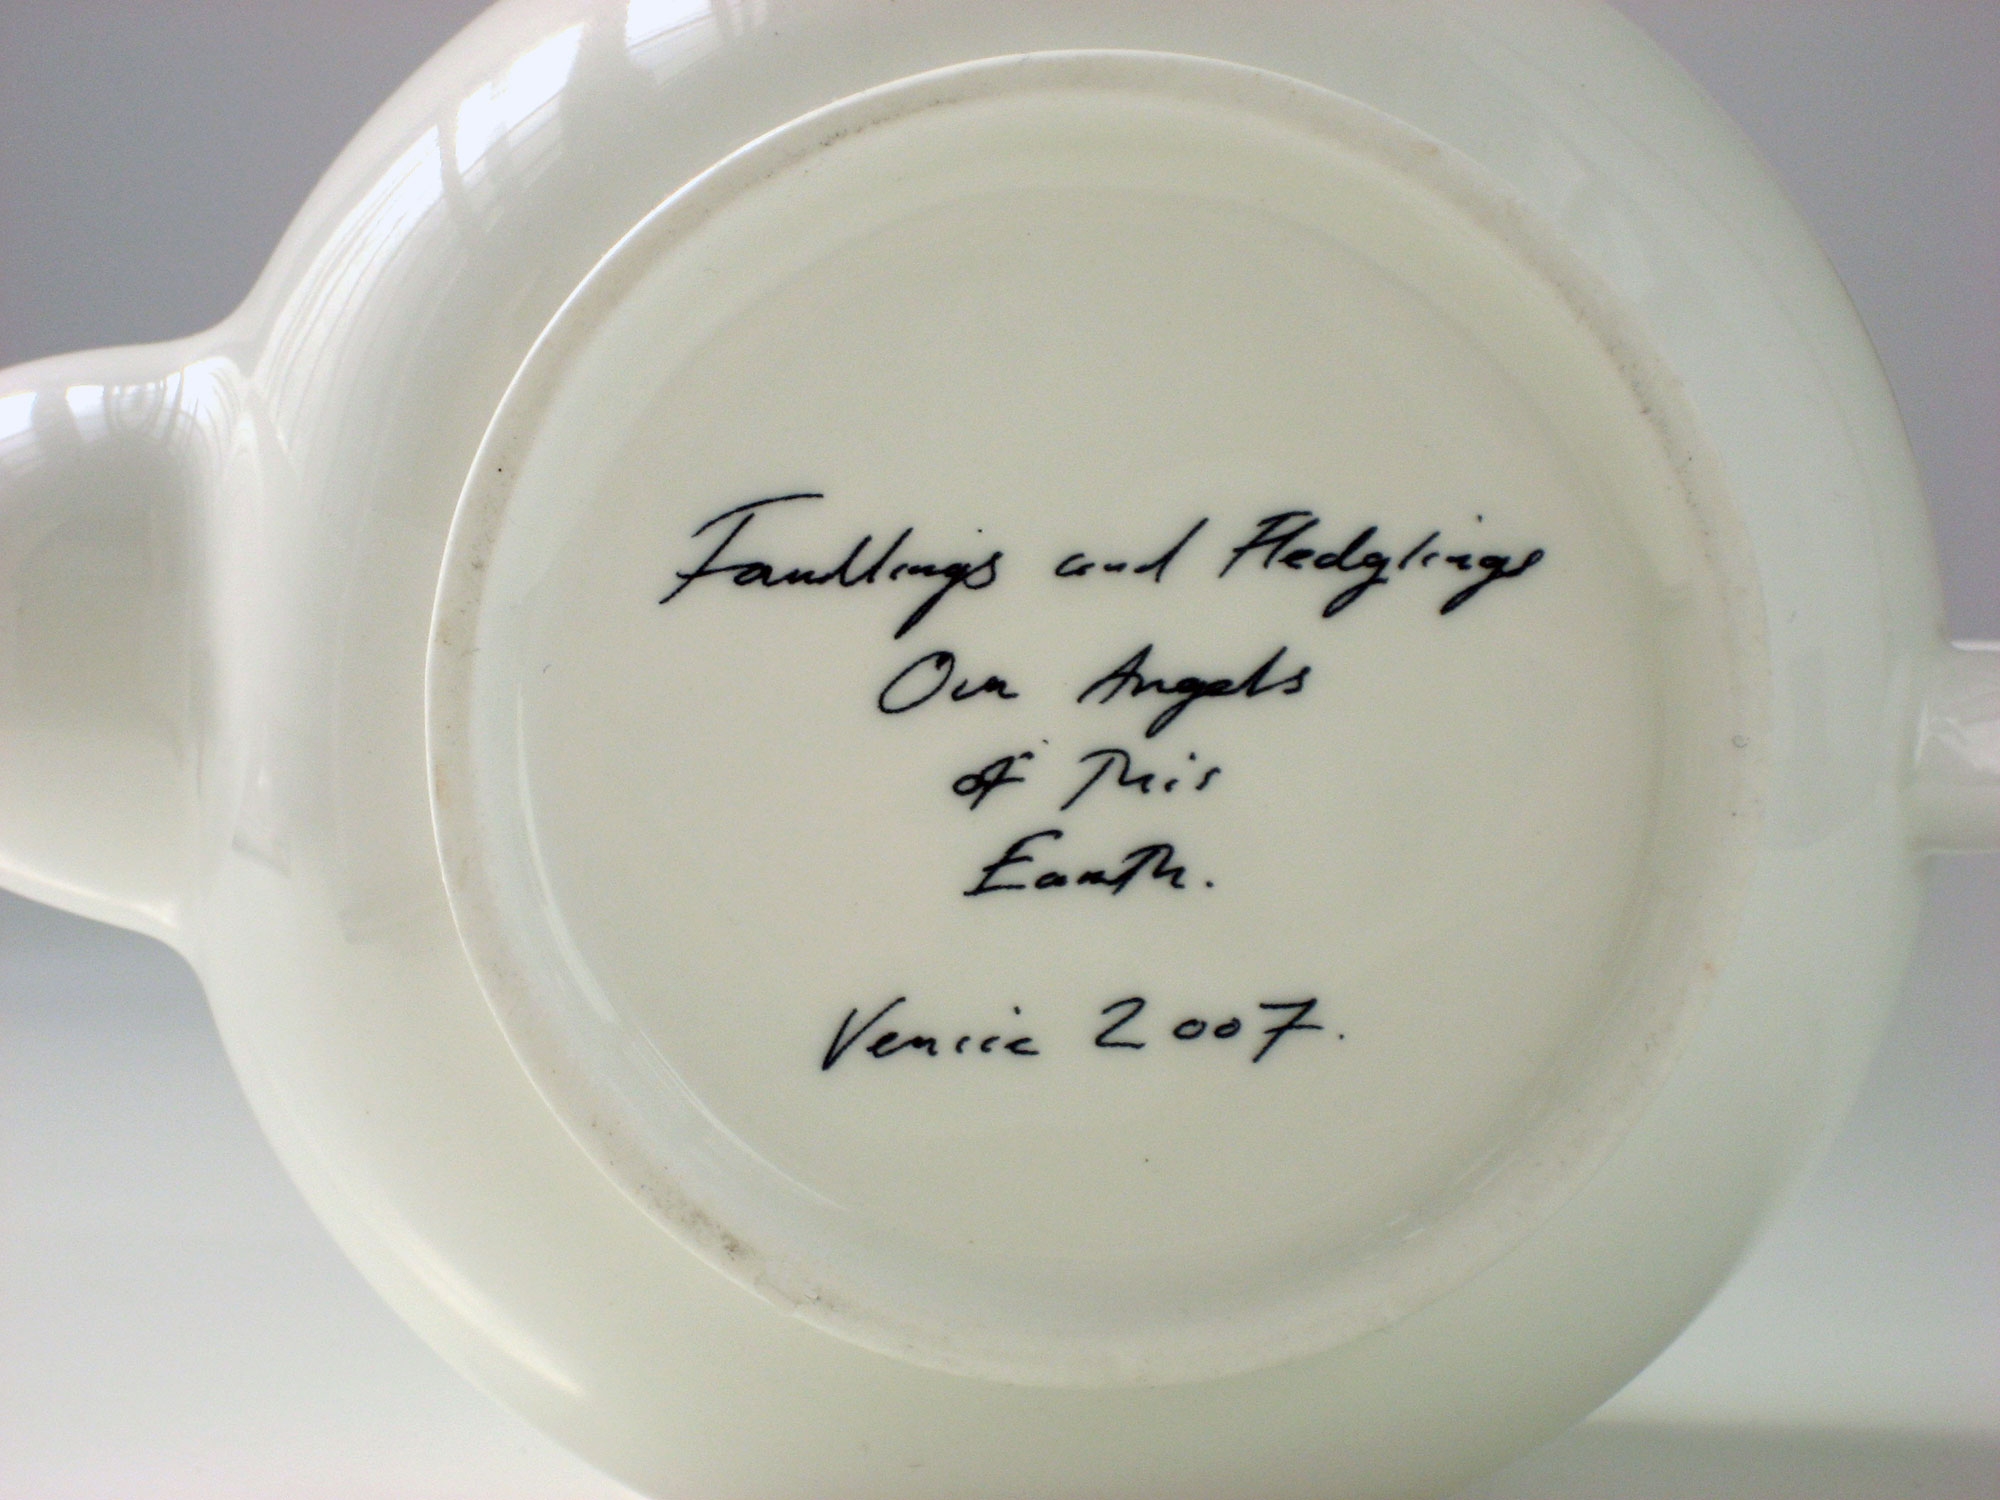 Foundlings and Fledglings
Our Angels
of This
Earth.
Venice 2007.